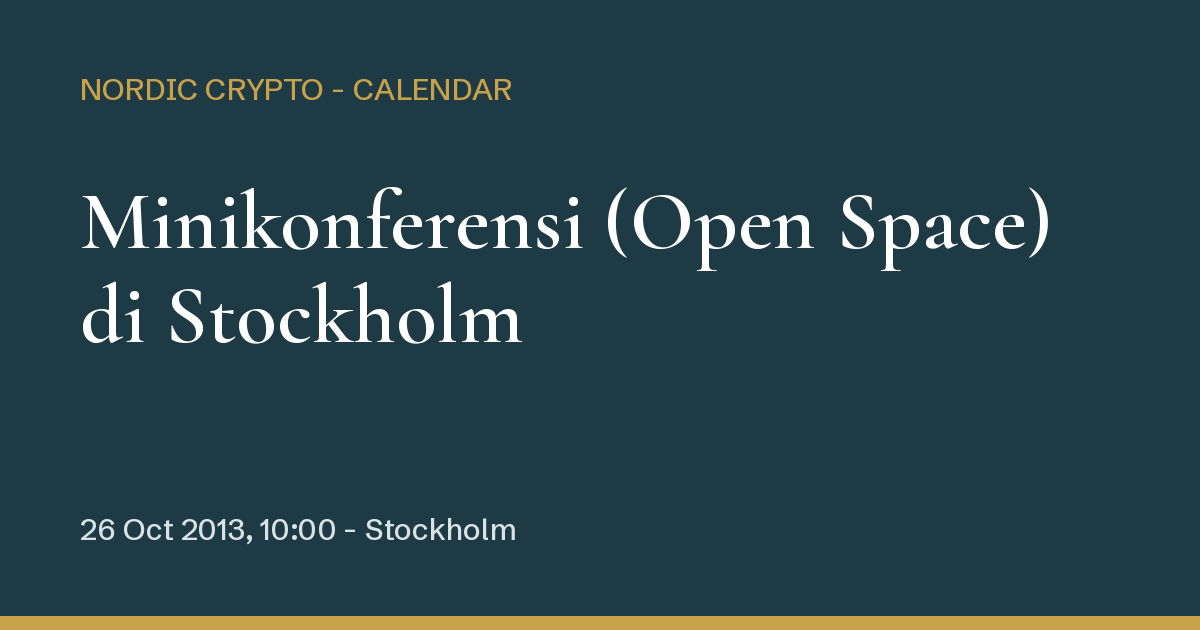 NORDIC CRYPTO - CALENDAR
Minikonferensi (Open Space)
di Stockholm
26 Oct 2013, 10:00 - Stockholm